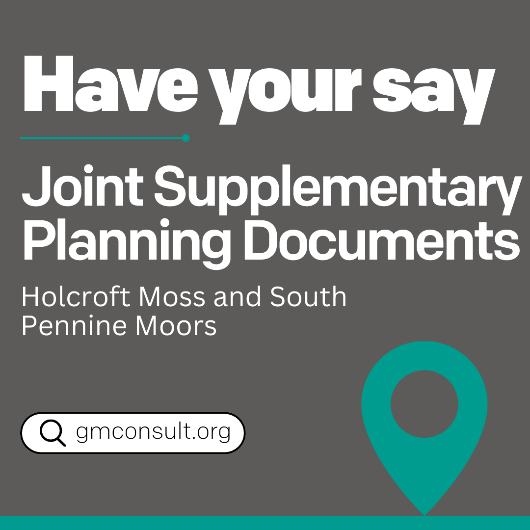 Have your say
Joint Supplementary
Planning Documents
Holcroft Moss and South
Pennine Moors
gmconsult.org